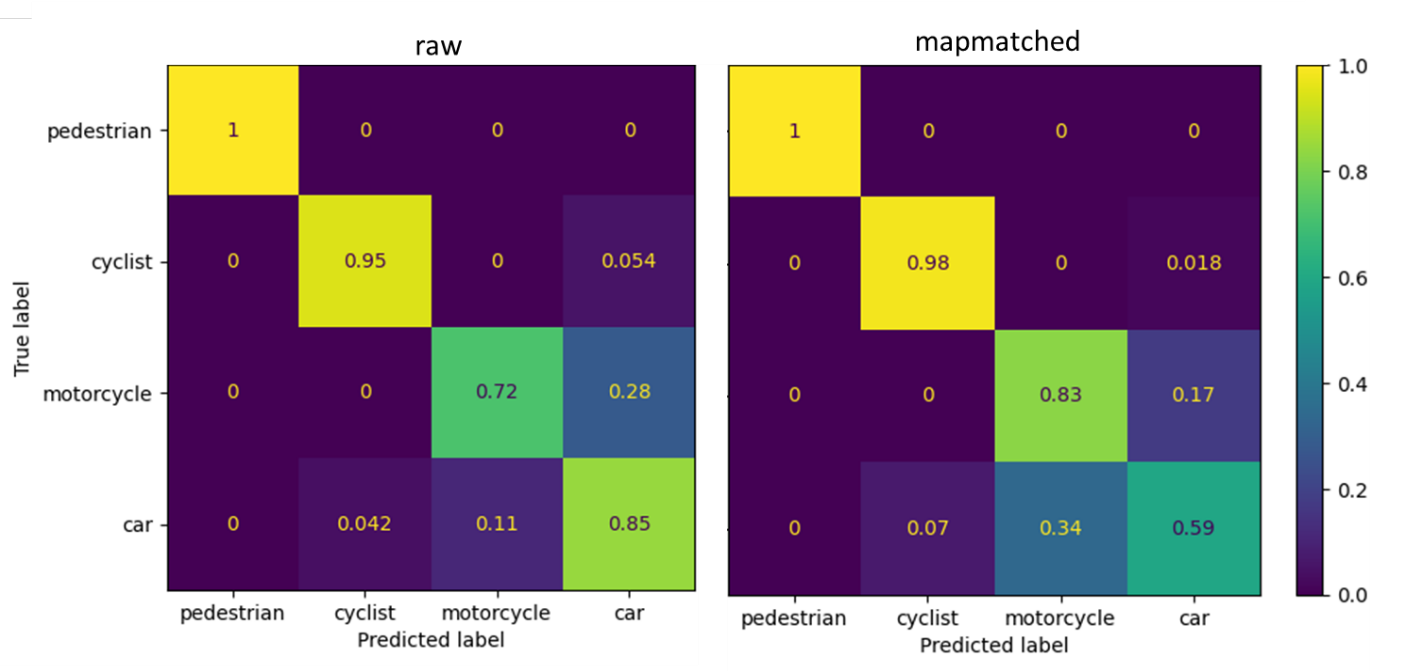 raw
mapmatched
True label
pedestrian 1 0 0 0
cyclist 0 0.95 0 0.054
motorcycle 0 0 0.72 0.28
car 0 0.042 0.11 0.85
pedestrian cyclist motorcycle car
Predicted label
1 0 0 0
0 0.98 0 0.018
0 0 0.83 0.17
0 0.07 0.34 0.59
pedestrian cyclist motorcycle car
Predicted label
1.0
0.8
0.6
0.4
0.2
0.0